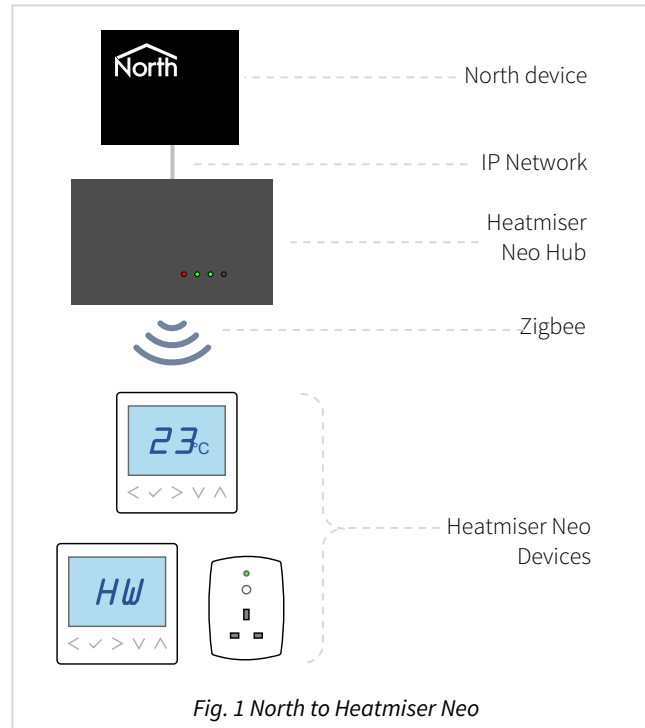 North
North device
IP Network
Heatmiser
Neo Hub
Zigbee
23°C
HW
Heatmiser Neo
Devices
Fig. 1 North to Heatmiser Neo